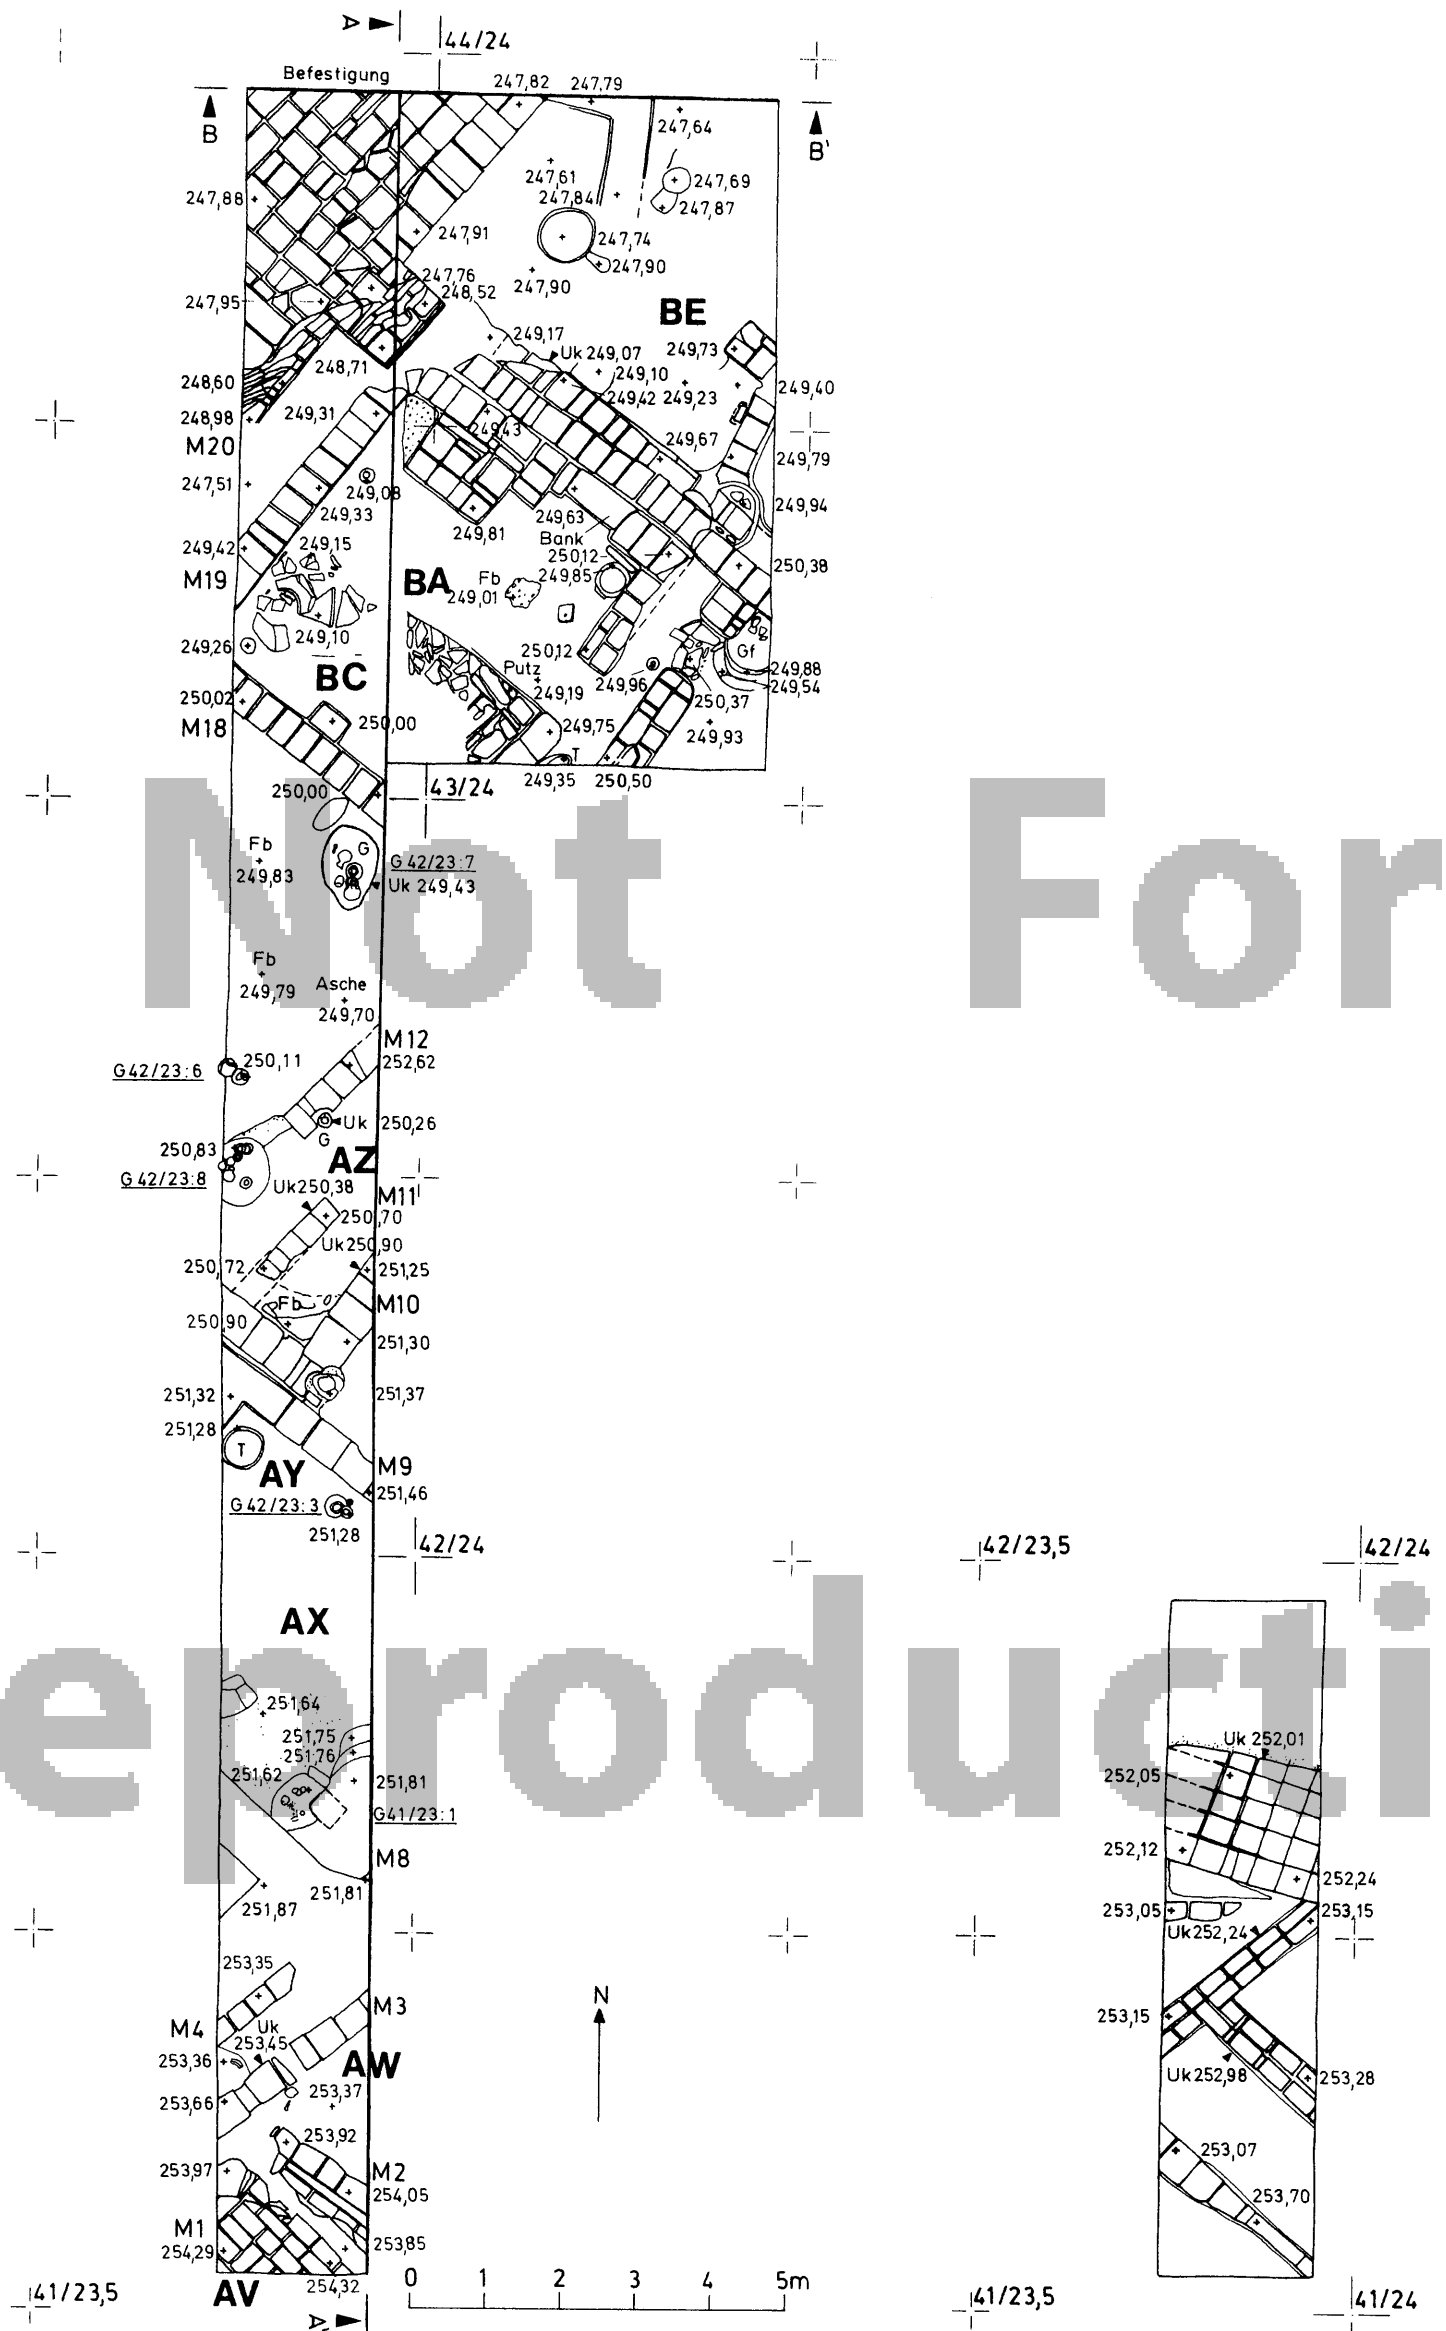 A
44/24
Befestigung
247,82 247,79
B
B'
247,64
247,61
247,69
247,88
247,84
247,87
247,91
247,74
247,90
247,76
247,90
248,52
247,95
BE
249,17
Uk 249,07
249,73
248,71
249,10
248,60
249,42 249,23
249,40
248,98
249,31
249,43
M20
249,67
249,79
247,51
249,08
249,33
249,63
249,94
249,81
249,42
249,15
Bank
250,12
M19
BA
Fb
249,85
250,38
249,01
249,10
249,26
250,12
Gf
BC
Putz
249,88
249,96
249,54
250,02
249,19
250,37
M18
250,00
249,75
249,93
T
250,00
43/24
249,35 250,50
Not For
Fb
G
G 42/23:7
249,83
Uk 249,43
Fb
249,79
Asche
249,70
M12
250,11
252,62
G42/23:6
Uk 250,26
G
250,83
AZ
G42/23:8
Uk250,38
M11
250,70
Uk250,90
250,72
251,25
Fb
M10
250,90
251,30
251,32
251,37
251,28
T
AY
M9
251,46
G42/23:3
251,28
42/24
42/23,5
42/24
AX
eproducti
251,64
251,75
Uk 252,01
251,76
251,62
251,81
252,05
G41/23:1
252,12
M8
251,81
252,24
251,87
253,05
253,15
Uk252,24
253,35
N
M3
M4
Uk
253,15
253,45
253,36
AW
Uk252,98
253,28
253,66
253,37
253,92
253,07
253,97
M2
254,05
253,70
M1
254,29
253,85
254,32
0 1 2 3 4 5m
AV
41/23,5
41/23,5
41/24
A'